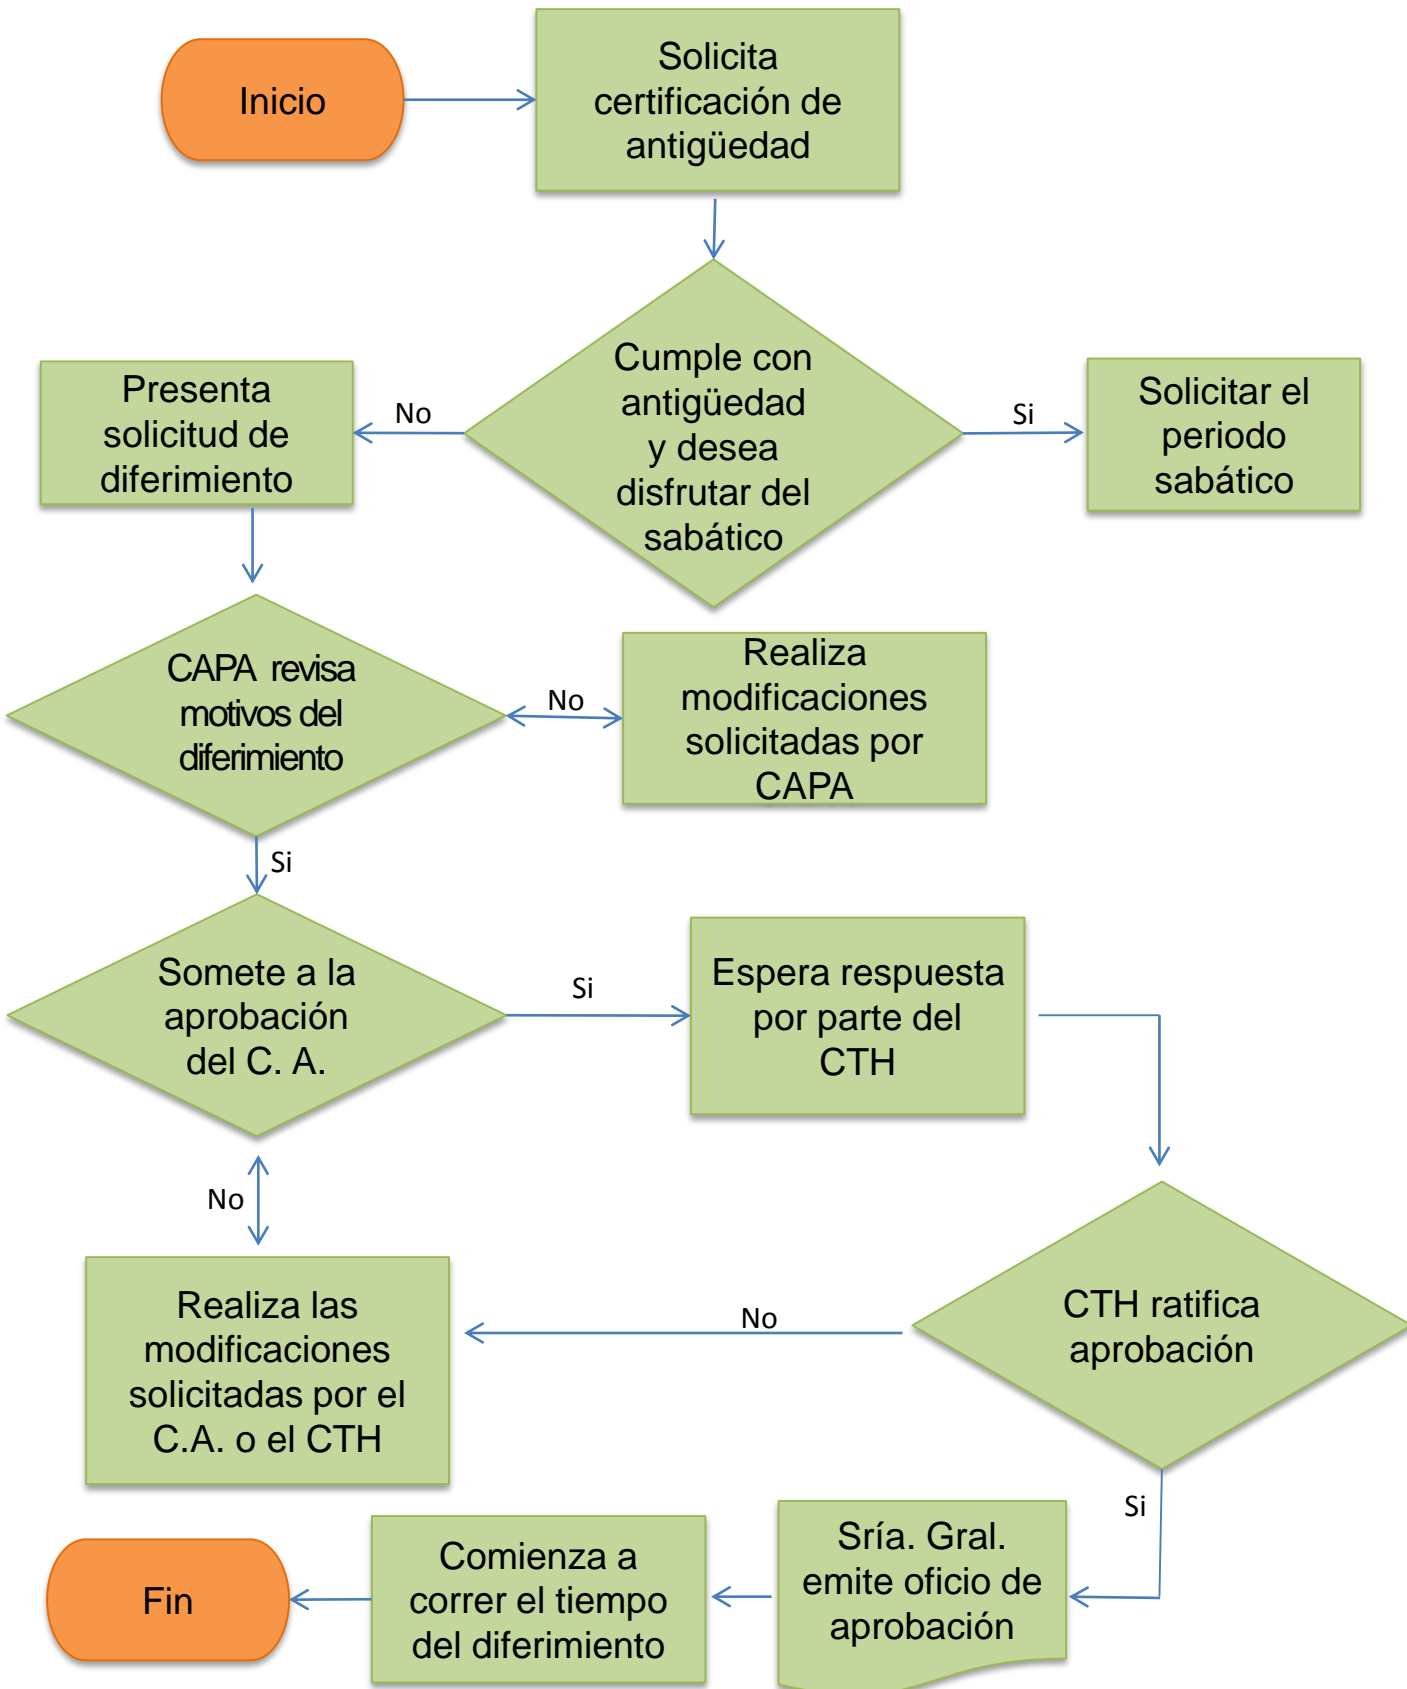 Inicio
Solicita
certificación de
antigüedad
Cumple con
antigüedad
y desea
disfrutar del
sabático
No
Si
Presenta
solicitud de
diferimiento
Solicitar el
periodo
sabático
CAPA revisa
motivos del
diferimiento
No
Realiza
modificaciones
solicitadas por
CAPA
Si
Somete a la
aprobación
del C. A.
Si
Espera respuesta
por parte del
CTH
No
Realiza las
modificaciones
solicitadas por el
C.A. o el CTH
No
CTH ratifica
aprobación
Si
Sría. Gral.
emite oficio de
aprobación
Comienza a
correr el tiempo
del diferimiento
Fin